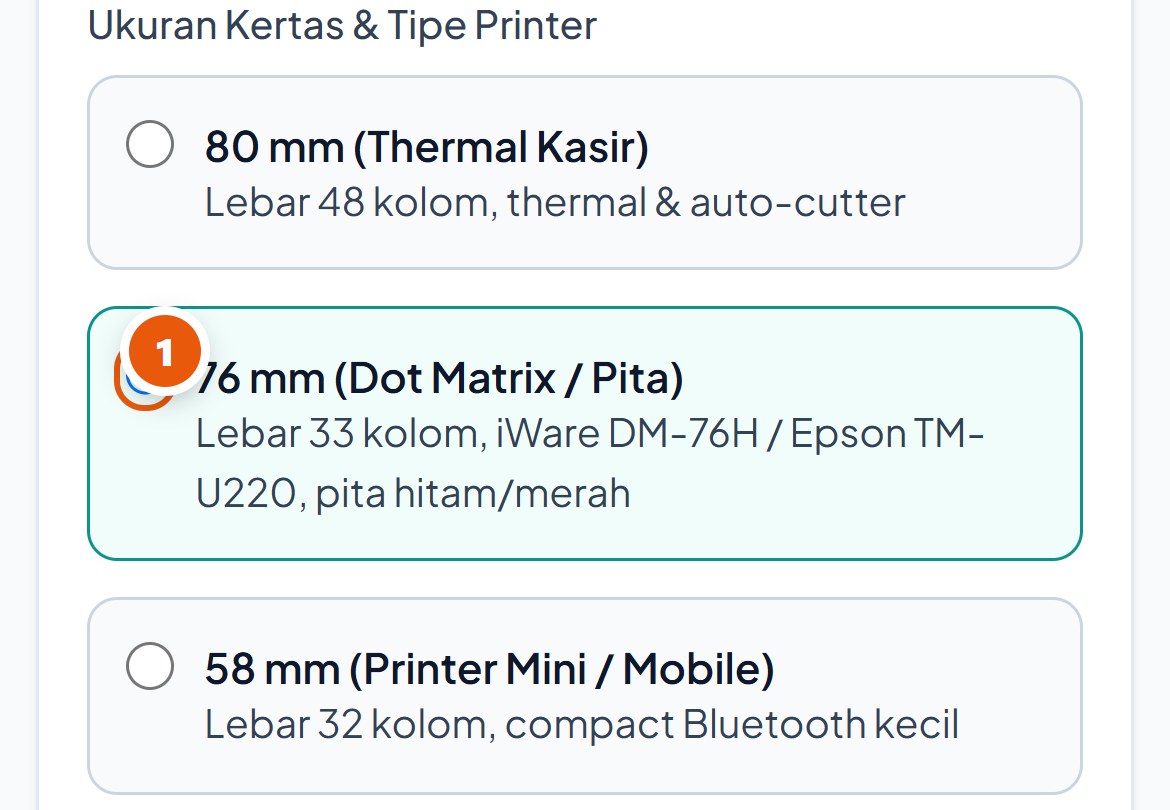 Ukuran Kertas & Tipe Printer
80 mm (Thermal Kasir)
Lebar 48 kolom, thermal & auto-cutter
1
76 mm (Dot Matrix / Pita)
Lebar 33 kolom, iWare DM-76H / Epson TM-
U220, pita hitam/merah
58 mm (Printer Mini / Mobile)
Lebar 32 kolom, compact Bluetooth kecil